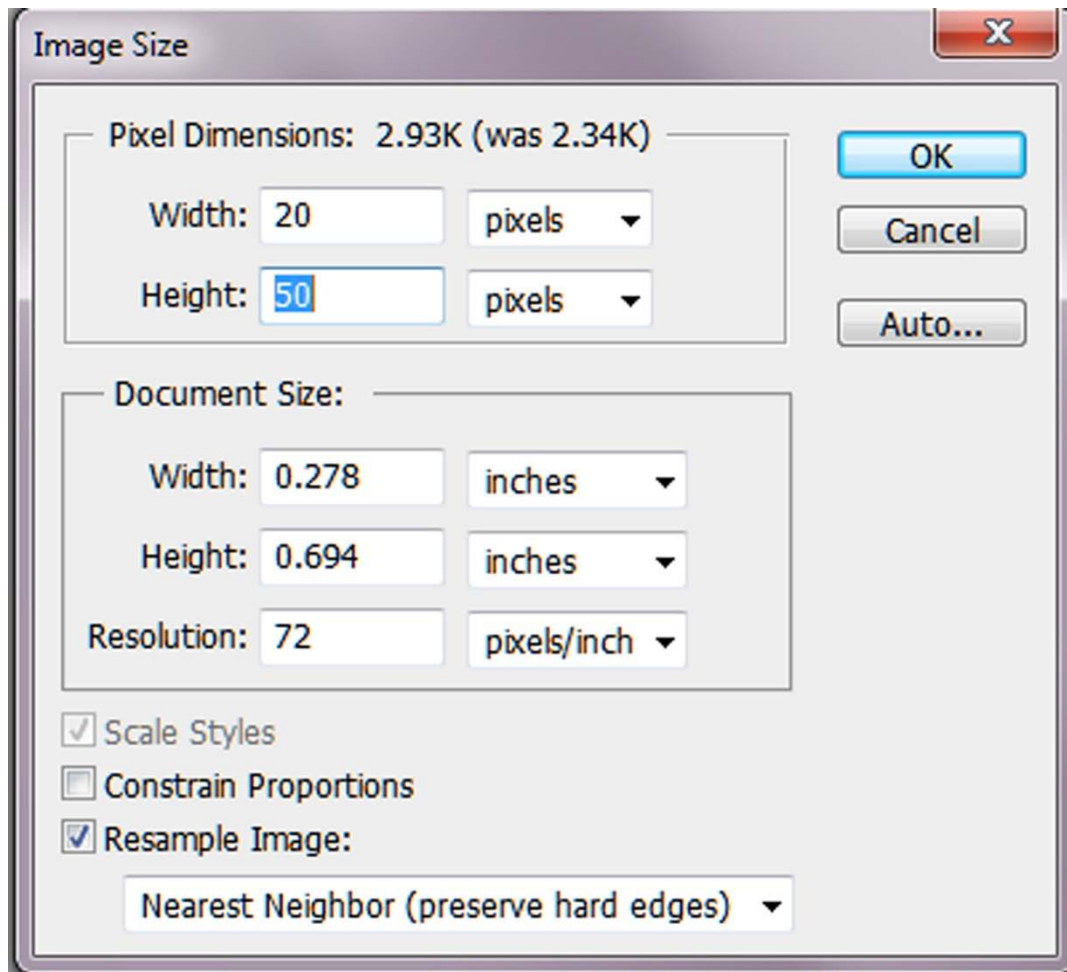 Image Size
Pixel Dimensions: 2.93K (was 2.34K)
OK
Width: 20 pixels
Cancel
Height: 50 pixels
Auto...
Document Size:
Width: 0.278 inches
Height: 0.694 inches
Resolution: 72 pixels/inch
Scale Styles
Constrain Proportions
Resample Image:
Nearest Neighbor (preserve hard edges)